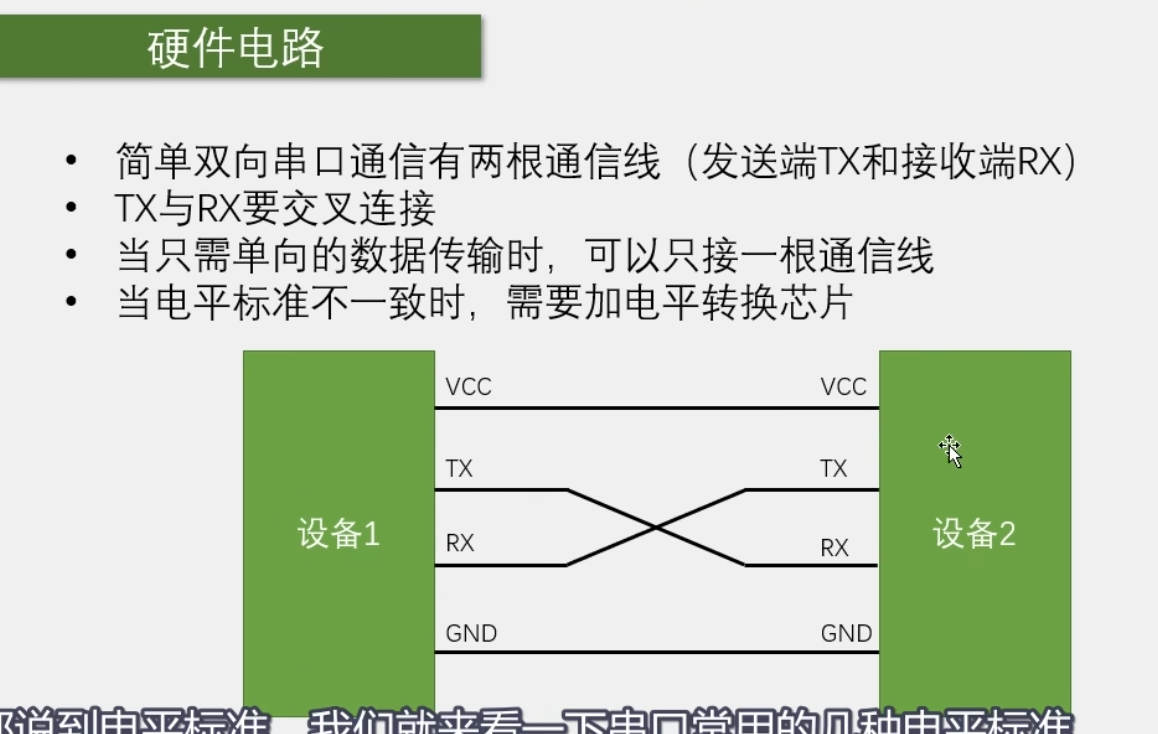 硬件电路
• 简单双向串口通信有两根通信线（发送端TX和接收端RX）
• TX与RX要交叉连接
• 当只需单向的数据传输时，可以只接一根通信线
• 当电平标准不一致时，需要加电平转换芯片
VCC VCC
TX TX
设备1 设备2
RX RX
GND GND
说到电平标准 我们就来看一下串口常用的几种电平标准